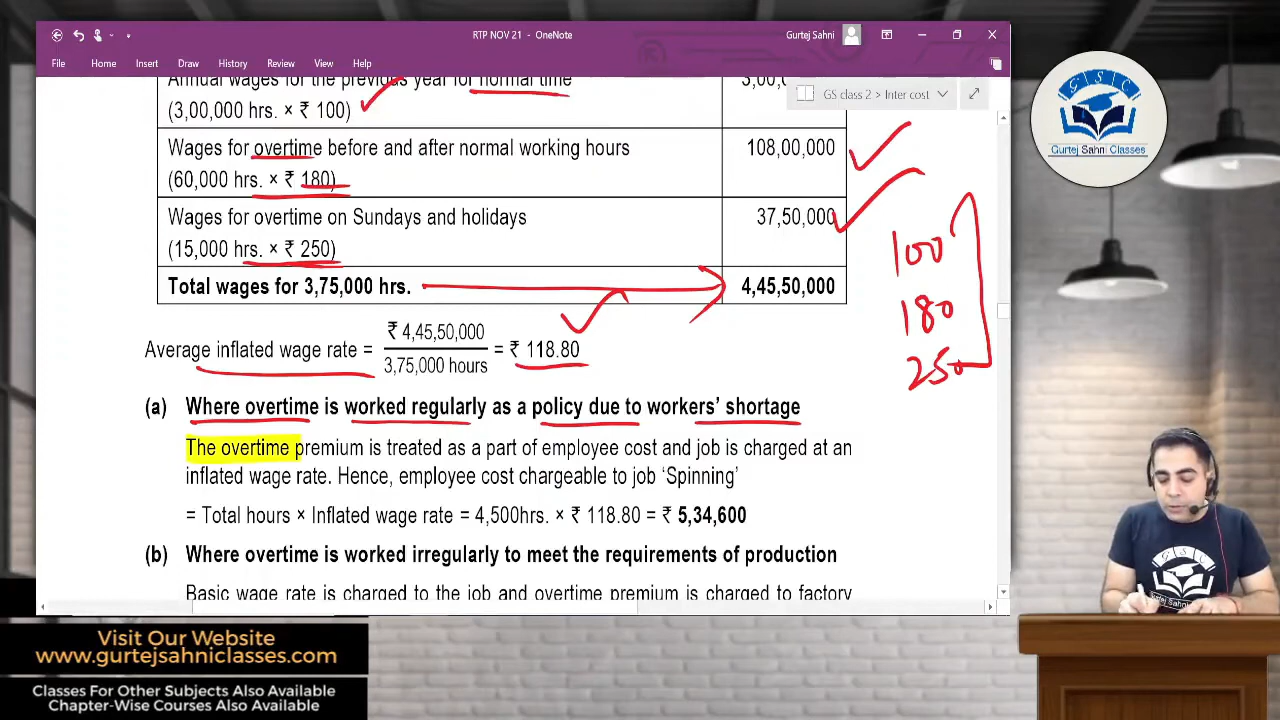 RTP NOV 21 - OneNote
Gurtej Sahni
File Home Insert Draw History Review View Help
GS class 2 > Inter cost
Annual wages for the previous year for normal time
(3,00,000 hrs. × ₹ 100)
Wages for overtime before and after normal working hours 108,00,000
(60,000 hrs. × ₹ 180)
Wages for overtime on Sundays and holidays 37,50,000
(15,000 hrs. × ₹ 250)
Total wages for 3,75,000 hrs. 4,45,50,000
100
180
250
Average inflated wage rate = ₹ 4,45,50,000 / 3,75,000 hours = ₹ 118.80
(a) Where overtime is worked regularly as a policy due to workers' shortage
The overtime premium is treated as a part of employee cost and job is charged at an
inflated wage rate. Hence, employee cost chargeable to job 'Spinning'
= Total hours × Inflated wage rate = 4,500hrs. × ₹ 118.80 = ₹ 5,34,600
(b) Where overtime is worked irregularly to meet the requirements of production
Basic wage rate is charged to the job and overtime premium is charged to factory
GSIC
Gurtej Sahni Classes
GSIC
Visit Our Website
www.gurtejsahniclasses.com
Classes For Other Subjects Also Available
Chapter-Wise Courses Also Available